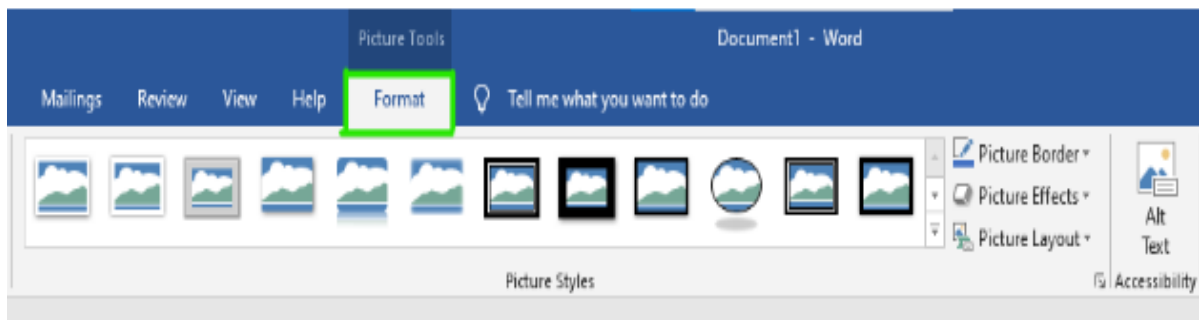 Picture Tools Document1 - Word
Mailings Review View Help Format Tell me what you want to do
Picture Border
Picture Effects
Picture Layout
Alt
Text
Picture Styles Accessibility